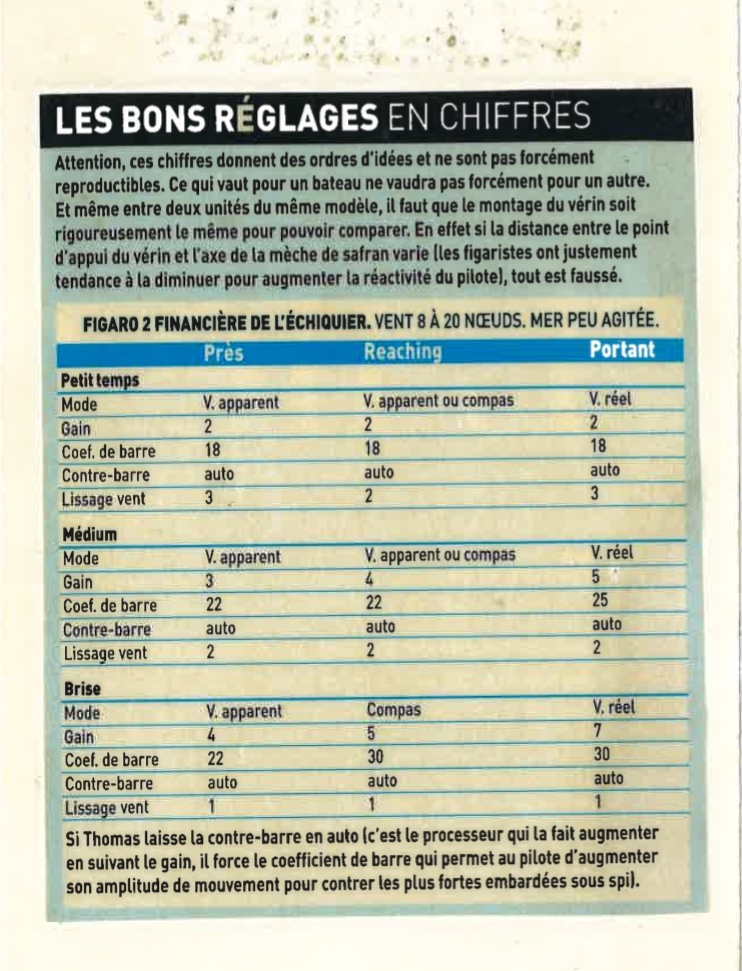 LES BONS RÉGLAGES EN CHIFFRES
Attention, ces chiffres donnent des ordres d'idées et ne sont pas forcément
reproductibles. Ce qui vaut pour un bateau ne vaudra pas forcément pour un autre.
Et même entre deux unités du même modèle, il faut que le montage du vérin soit
rigoureusement le même pour pouvoir comparer. En effet si la distance entre le point
d'appui du vérin et l'axe de la mèche de safran varie (les figaristes ont justement
tendance à la diminuer pour augmenter la réactivité du pilote), tout est faussé.
FIGARO 2 FINANCIÈRE DE L'ÉCHIQUIER. VENT 8 À 20 NŒUDS. MER PEU AGITÉE.
Près Reaching Portant
Petit temps
Mode V. apparent V. apparent ou compas V. réel
Gain 2 2 2
Coef. de barre 18 18 18
Contre-barre auto auto auto
Lissage vent 3 2 3
Médium
Mode V. apparent V. apparent ou compas V. réel
Gain 3 4 5
Coef. de barre 22 22 25
Contre-barre auto auto auto
Lissage vent 2 2 2
Brise
Mode V. apparent Compas V. réel
Gain 4 5 7
Coef. de barre 22 30 30
Contre-barre auto auto auto
Lissage vent 1 1 1
Si Thomas laisse la contre-barre en auto (c'est le processeur qui la fait augmenter
en suivant le gain, il force le coefficient de barre qui permet au pilote d'augmenter
son amplitude de mouvement pour contrer les plus fortes embardées sous spi).